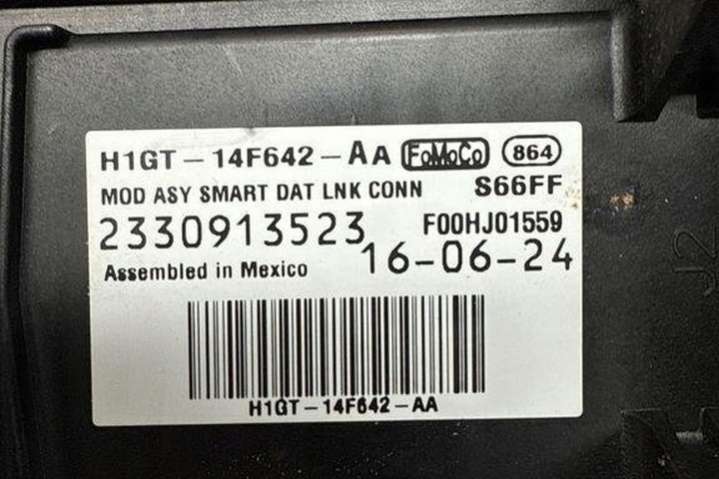 H1GT-14F642-AA FoMoCo 864
MOD ASY SMART DAT LNK CONN S66FF
2330913523 F00HJ01559
Assembled in Mexico 16-06-24
H1GT-14F642-AA
J2